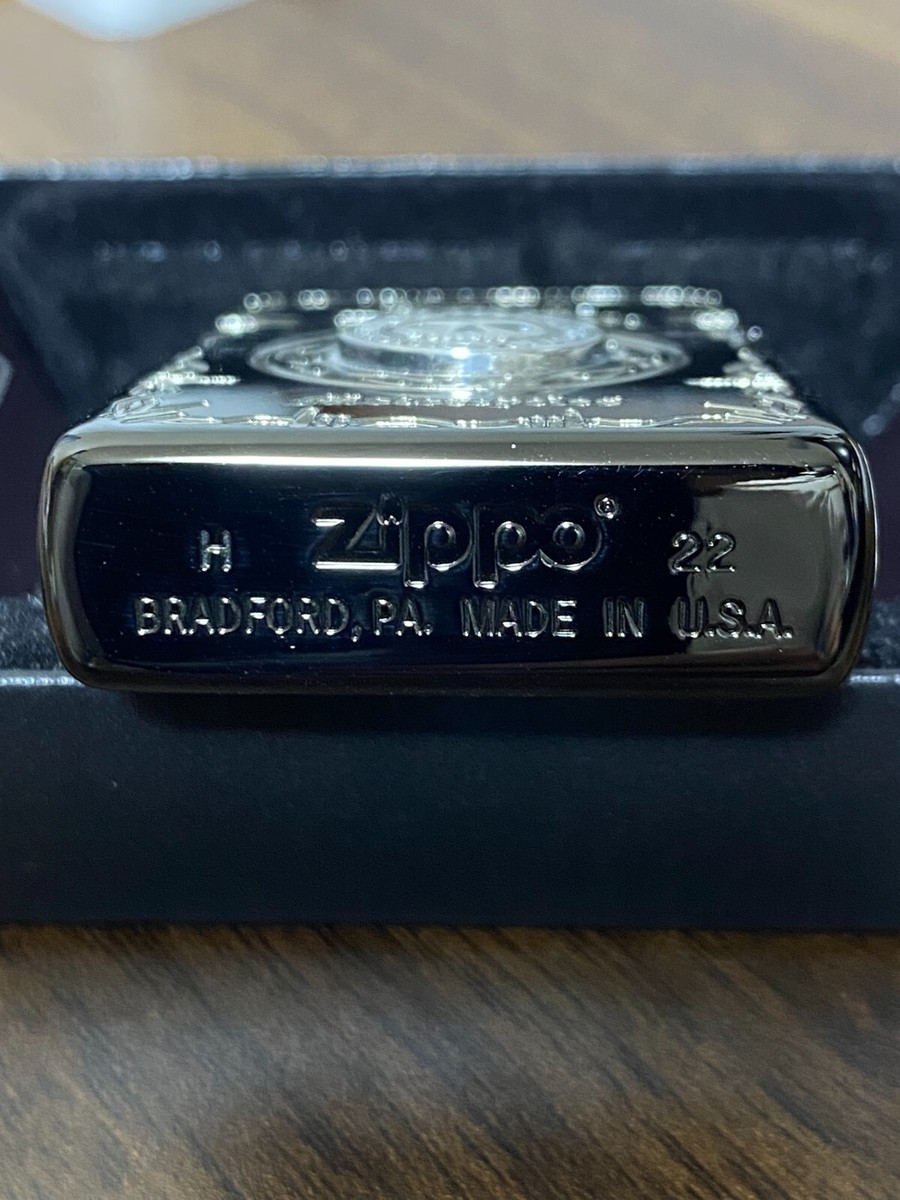 H Zippo® 22
BRADFORD, PA. MADE IN U.S.A.